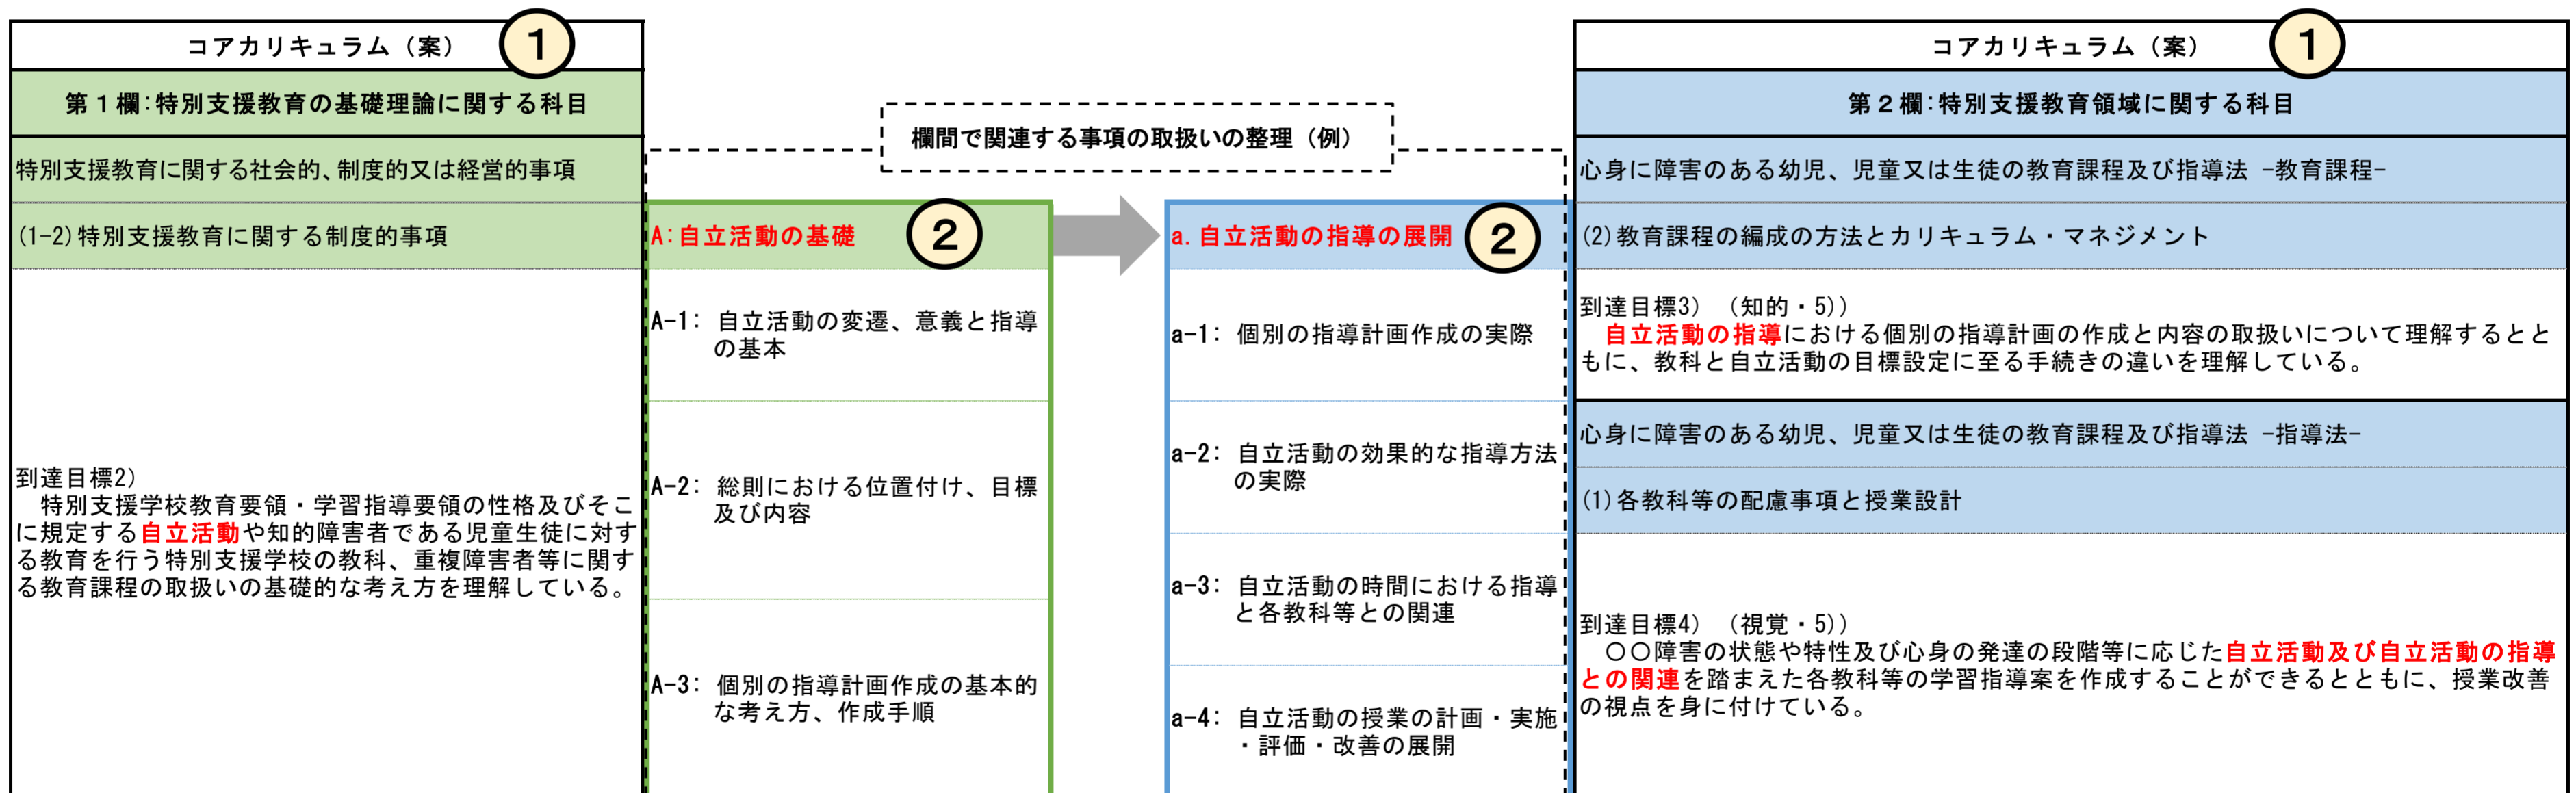 コアカリキュラム（案）
1
第1欄:特別支援教育の基礎理論に関する科目
特別支援教育に関する社会的、制度的又は経営的事項
(1-2)特別支援教育に関する制度的事項
到達目標2)
特別支援学校教育要領・学習指導要領の性格及びそこ
に規定する自立活動や知的障害者である児童生徒に対す
る教育を行う特別支援学校の教科、重複障害者等に関す
る教育課程の取扱いの基礎的な考え方を理解している。
欄間で関連する事項の取扱いの整理（例）
A:自立活動の基礎
2
A-1: 自立活動の変遷、意義と指導
の基本
A-2: 総則における位置付け、目標
及び内容
A-3: 個別の指導計画作成の基本的
な考え方、作成手順
a.自立活動の指導の展開
2
a-1: 個別の指導計画作成の実際
a-2: 自立活動の効果的な指導方法
の実際
a-3: 自立活動の時間における指導
と各教科等との関連
a-4: 自立活動の授業の計画・実施
・評価・改善の展開
コアカリキュラム（案）
1
第2欄:特別支援教育領域に関する科目
心身に障害のある幼児、児童又は生徒の教育課程及び指導法 -教育課程-
(2)教育課程の編成の方法とカリキュラム・マネジメント
到達目標3) （知的・5)）
自立活動の指導における個別の指導計画の作成と内容の取扱いについて理解するとと
もに、教科と自立活動の目標設定に至る手続きの違いを理解している。
心身に障害のある幼児、児童又は生徒の教育課程及び指導法 -指導法-
(1)各教科等の配慮事項と授業設計
到達目標4) （視覚・5)）
〇〇障害の状態や特性及び心身の発達の段階等に応じた自立活動及び自立活動の指導
との関連を踏まえた各教科等の学習指導案を作成することができるとともに、授業改善
の視点を身に付けている。